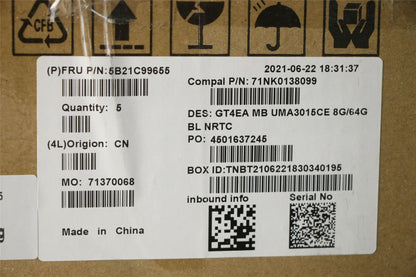 CFB
(P)FRU P/N:5B21C99655
2021-06-22 18:31:37
Compal P/N: 71NK0138099
Quantity: 5
DES: GT4EA MB UMA3015CE 8G/64G
BL NRTC
(4L)Origion: CN
PO: 4501637245
MO: 71370068
BOX ID:TNBT2106221830340195
inbound info
Serial No
Made in China